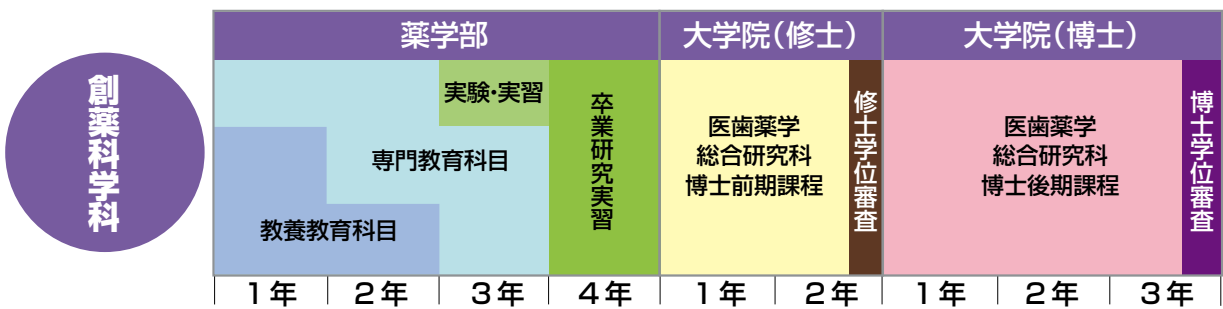 創薬科学科
薬学部
大学院(修士)
大学院(博士)
実験・実習
専門教育科目
教養教育科目
卒業研究実習
医歯薬学
総合研究科
博士前期課程
修士学位審査
医歯薬学
総合研究科
博士後期課程
博士学位審査
1年 2年 3年 4年 1年 2年 1年 2年 3年